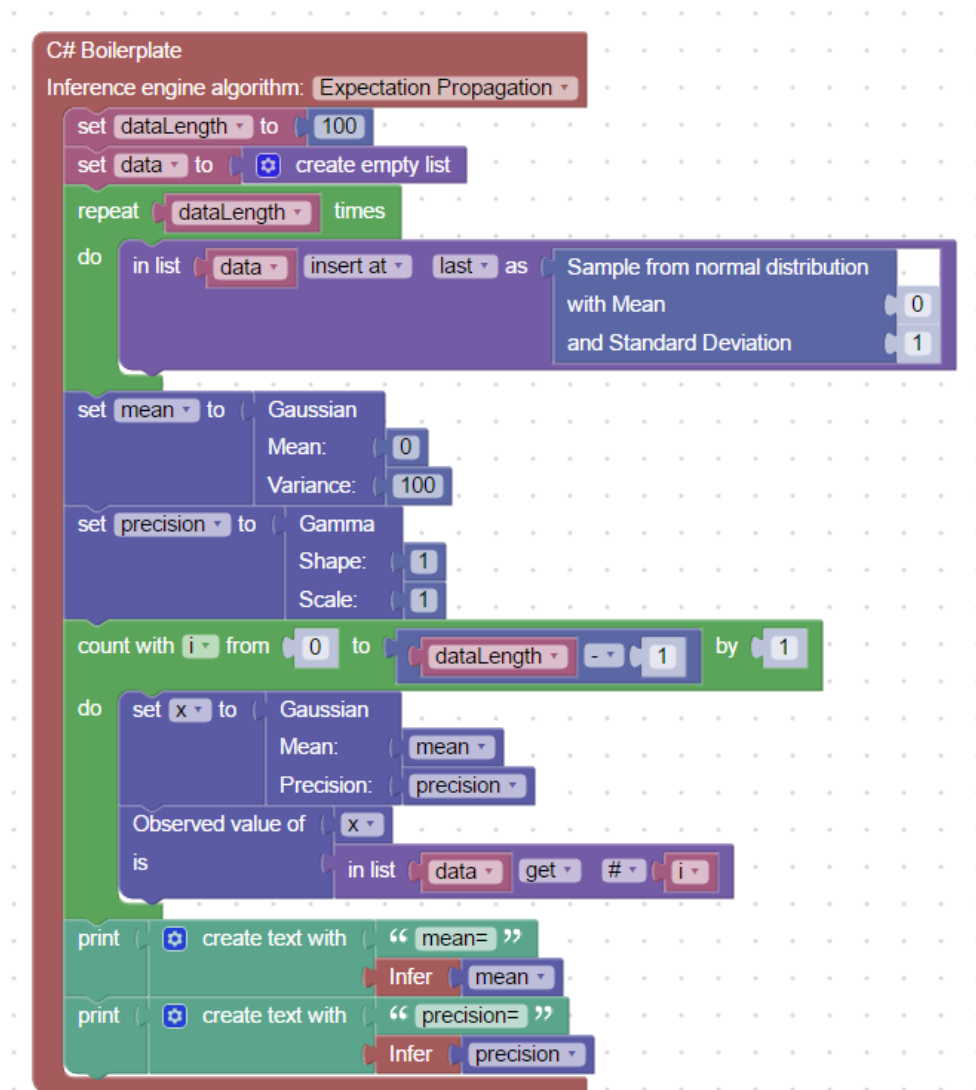 C# Boilerplate
Inference engine algorithm: Expectation Propagation
set dataLength to 100
set data to create empty list
repeat dataLength times
do in list data insert at last as Sample from normal distribution
with Mean 0
and Standard Deviation 1
set mean to Gaussian
Mean: 0
Variance: 100
set precision to Gamma
Shape: 1
Scale: 1
count with i from 0 to dataLength - 1 by 1
do set x to Gaussian
Mean: mean
Precision: precision
Observed value of x
is in list data get # i
print create text with “ mean= ”
Infer mean
print create text with “ precision= ”
Infer precision